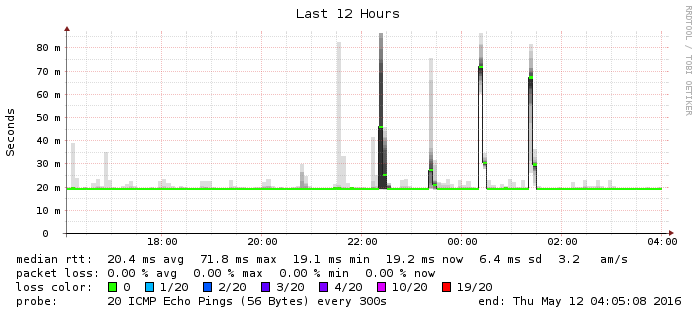 Last 12 Hours
RRDTOOL / TOBI OETIKER
Seconds
80 m
70 m
60 m
50 m
40 m
30 m
20 m
10 m
0
18:00 20:00 22:00 00:00 02:00 04:00
median rtt: 20.4 ms avg 71.8 ms max 19.1 ms min 19.2 ms now 6.4 ms sd 3.2 am/s
packet loss: 0.00 % avg 0.00 % max 0.00 % min 0.00 % now
loss color: 0 1/20 2/20 3/20 4/20 10/20 19/20
probe: 20 ICMP Echo Pings (56 Bytes) every 300s end: Thu May 12 04:05:08 2016